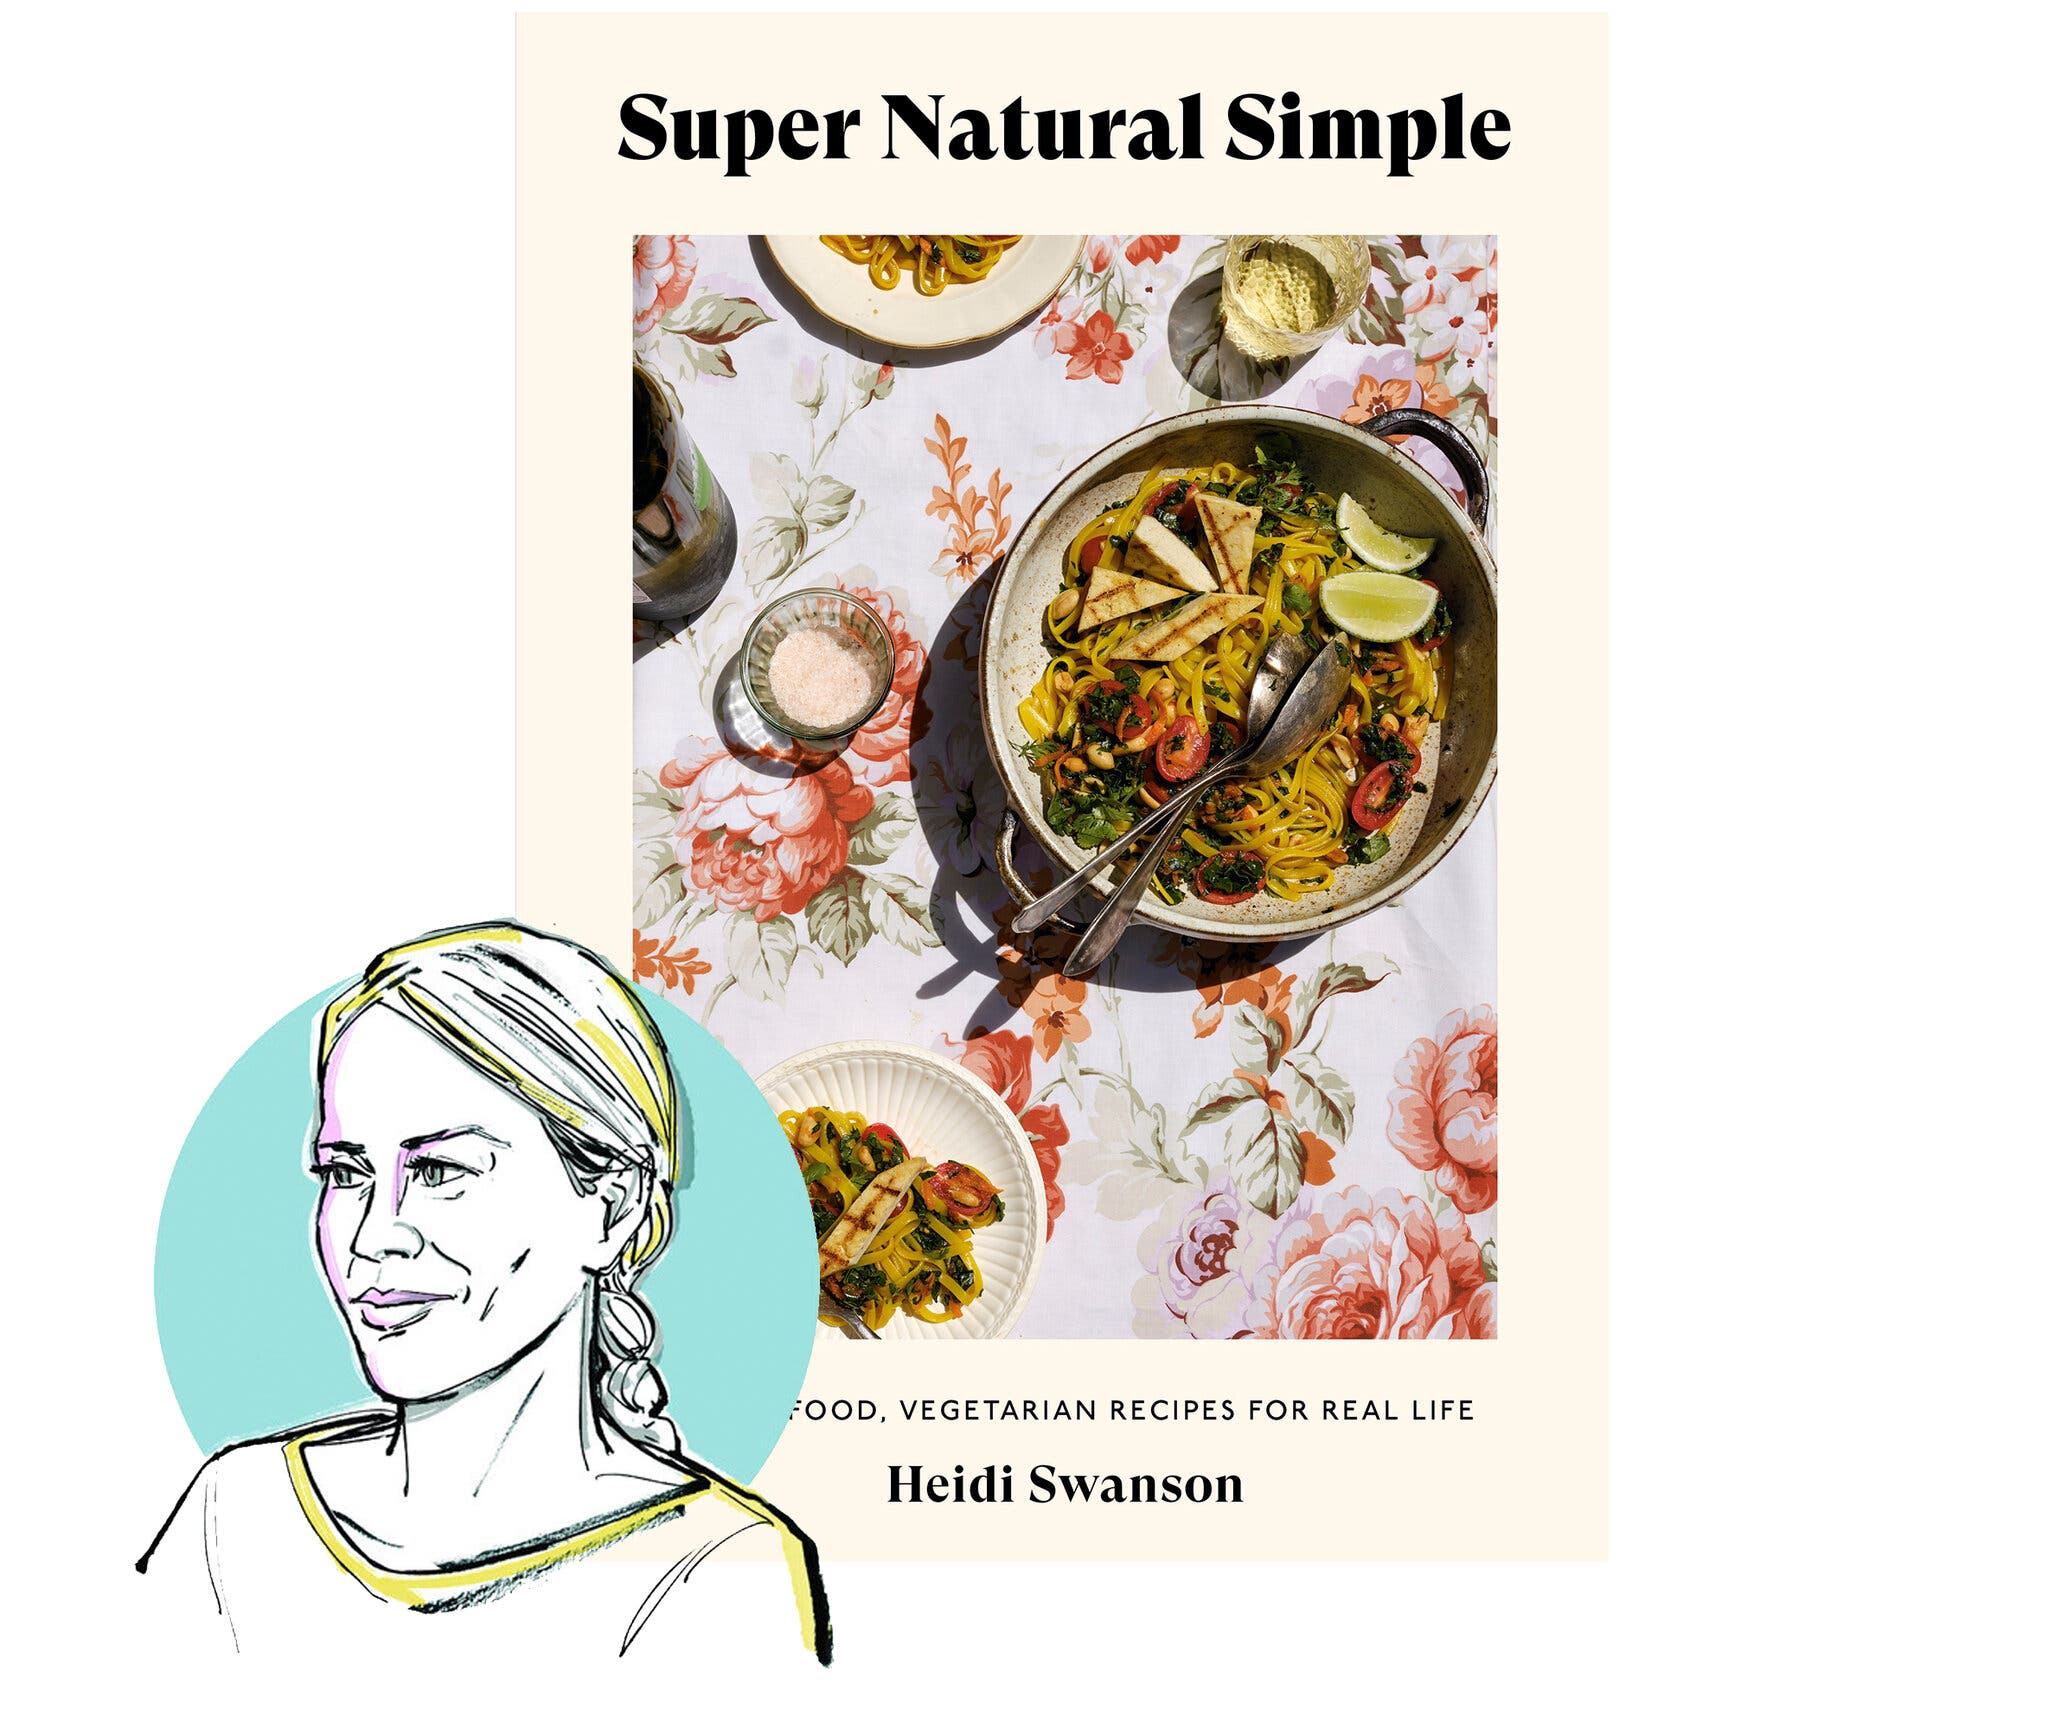 Super Natural Simple
FOOD, VEGETARIAN RECIPES FOR REAL LIFE
Heidi Swanson